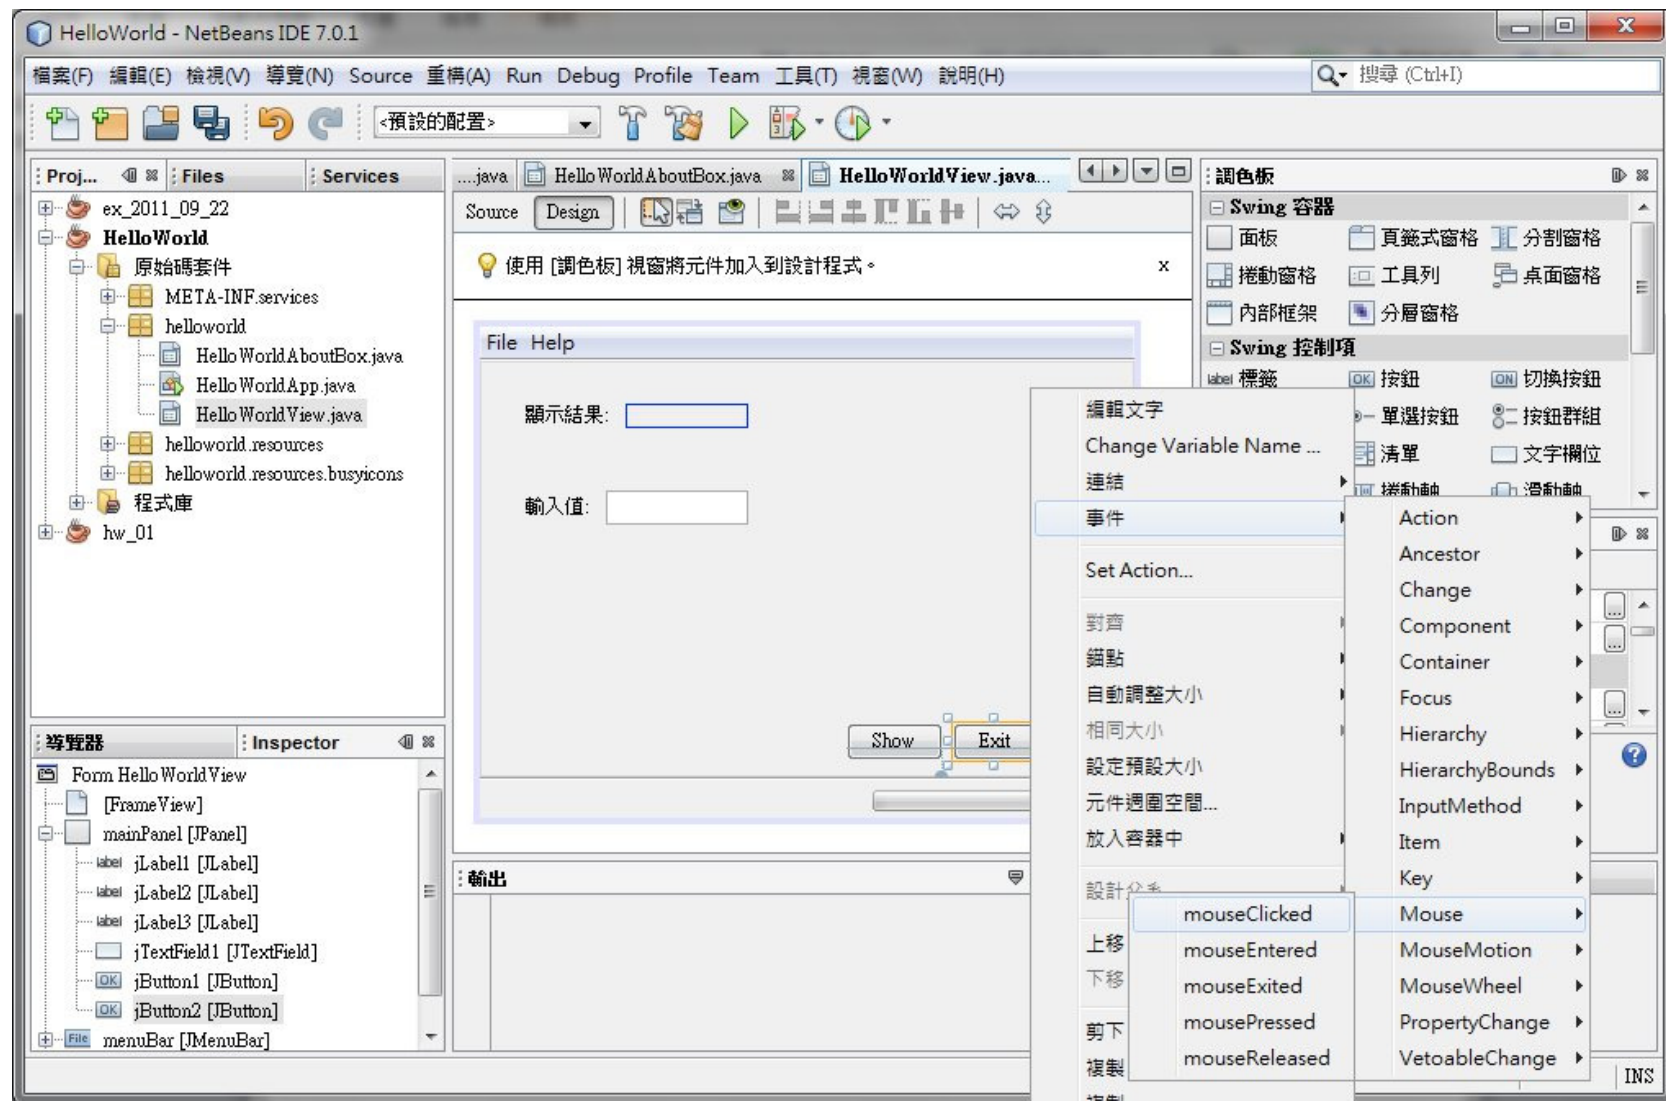 HelloWorld - NetBeans IDE 7.0.1
檔案(F) 編輯(E) 檢視(V) 導覽(N) Source 重構(A) Run Debug Profile Team 工具(T) 視窗(W) 說明(H)
搜尋 (Ctrl+I)
<預設的配置>
Proj... Files Services
ex_2011_09_22
HelloWorld
原始碼套件
META-INF.services
helloworld
HelloWorldAboutBox.java
HelloWorldApp.java
HelloWorldView.java
helloworld.resources
helloworld.resources.busyicons
程式庫
hw_01
導覽器 Inspector
Form HelloWorldView
[FrameView]
mainPanel [JPanel]
label jLabel1 [JLabel]
label jLabel2 [JLabel]
label jLabel3 [JLabel]
jTextField1 [JTextField]
OK jButton1 [JButton]
OK jButton2 [JButton]
File menuBar [JMenuBar]
....java HelloWorldAboutBox.java HelloWorldView.java...
Source Design
使用 [調色板] 視窗將元件加入到設計程式。 x
File Help
顯示結果:
輸入值:
Show Exit
輸出
調色板
Swing 容器
面板 頁籤式窗格 分割窗格
捲動窗格 工具列 桌面窗格
內部框架 分層窗格
Swing 控制項
label 標籤 OK 按鈕 ON 切換按鈕
單選按鈕 按鈕群組
清單 文字欄位
捲動軸 滑動軸
編輯文字
Change Variable Name ...
連結
事件
Set Action...
對齊
錨點
自動調整大小
相同大小
設定預設大小
元件週圍空間...
放入容器中
設計父系
上移
下移
剪下
複製
複製
Action
Ancestor
Change
Component
Container
Focus
Hierarchy
HierarchyBounds
InputMethod
Item
Key
Mouse
MouseMotion
MouseWheel
PropertyChange
VetoableChange
mouseClicked
mouseEntered
mouseExited
mousePressed
mouseReleased
...
...
...
INS